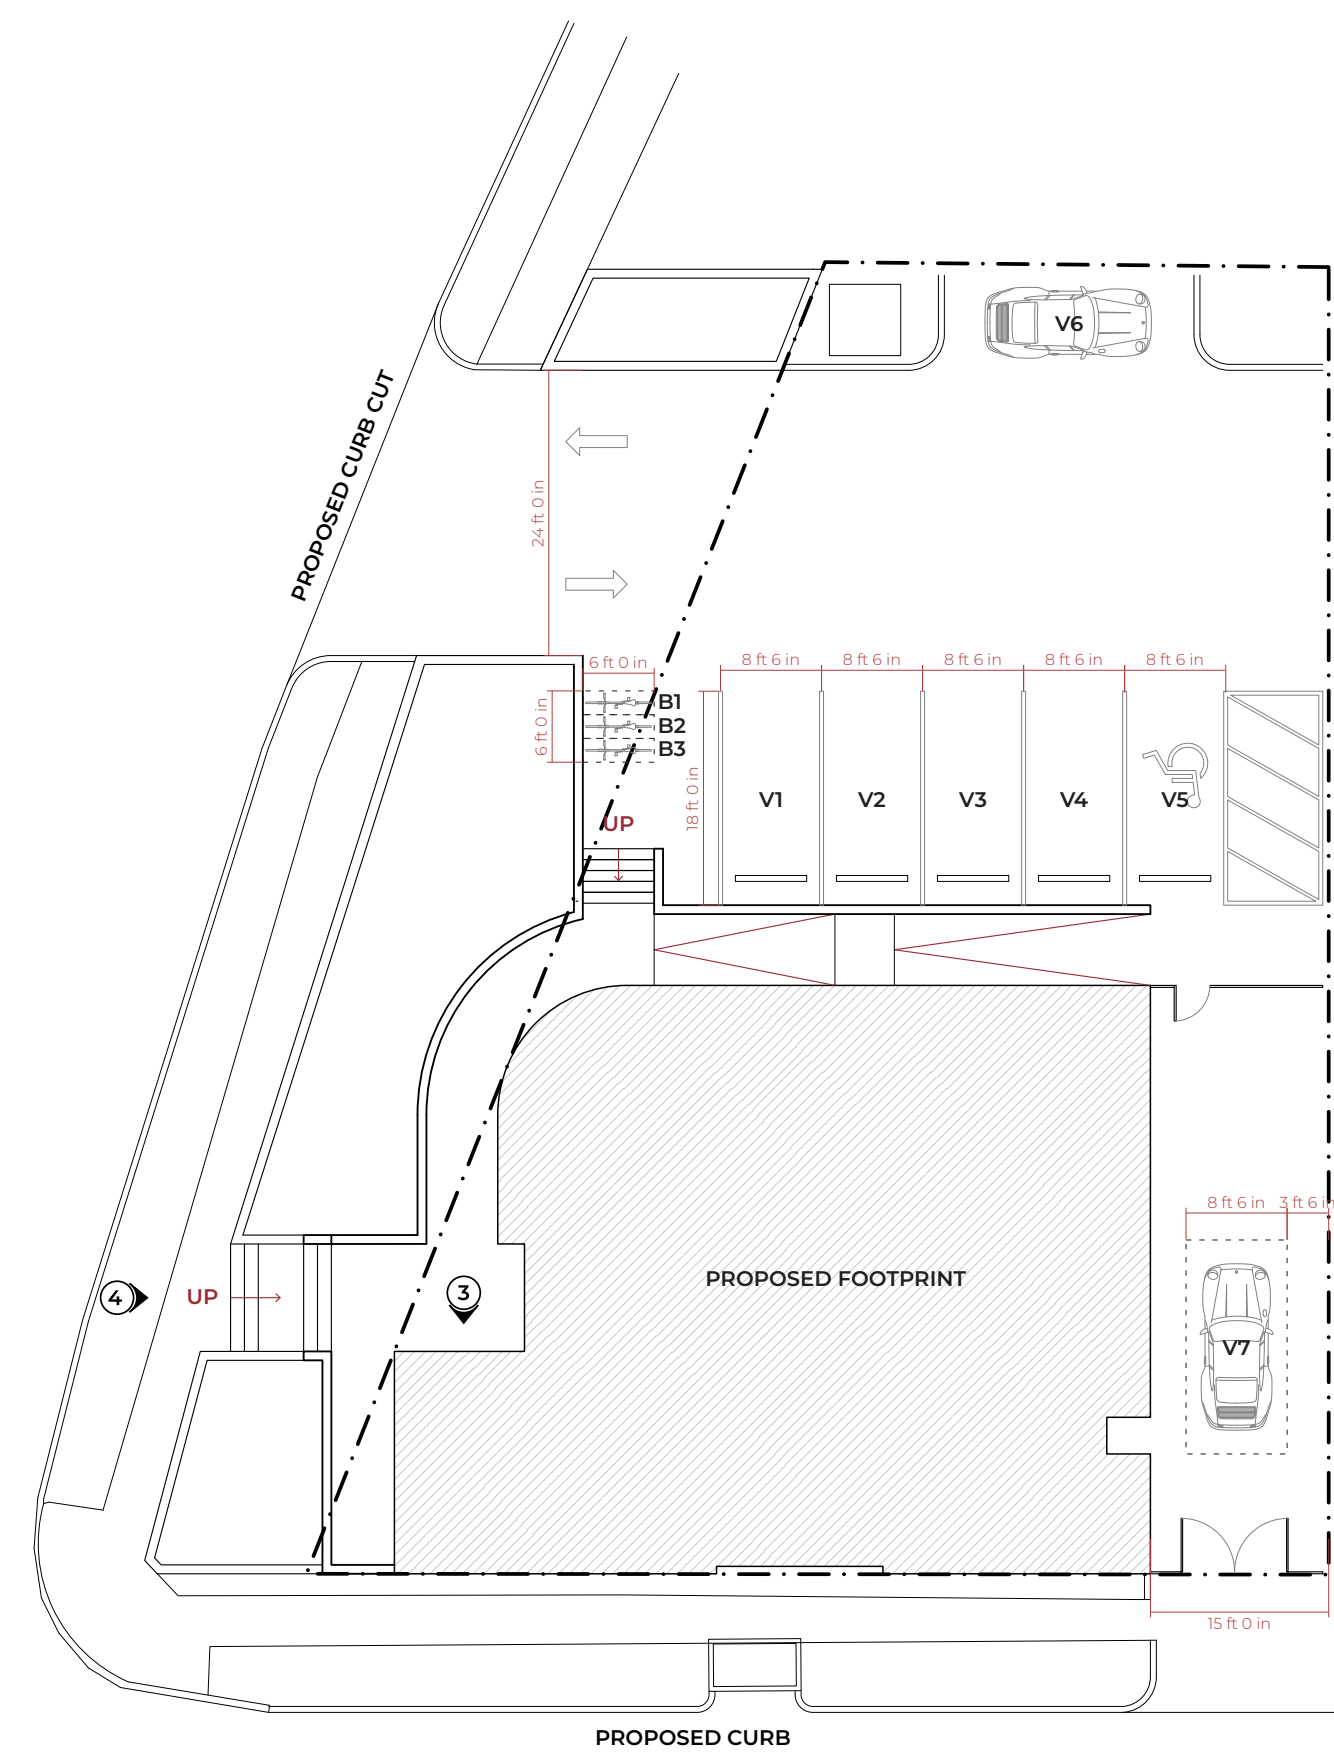 V6
PROPOSED CURB CUT
24 ft 0 in
6 ft 0 in
8 ft 6 in
8 ft 6 in
8 ft 6 in
8 ft 6 in
8 ft 6 in
6 ft 0 in
B1
B2
B3
18 ft 0 in
V1
V2
V3
V4
V5
UP
8 ft 6 in
3 ft 6 in
PROPOSED FOOTPRINT
4
UP
3
V7
15 ft 0 in
PROPOSED CURB